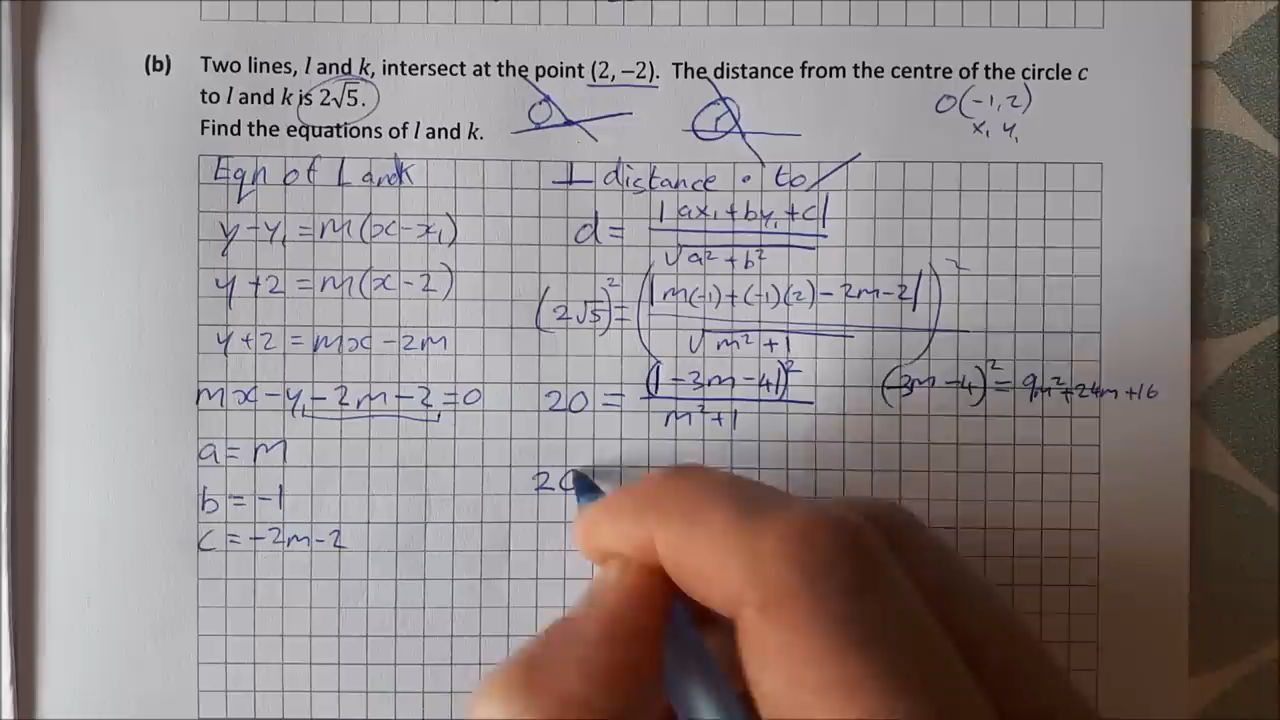 (b) Two lines, l and k, intersect at the point (2, −2). The distance from the centre of the circle c
to l and k is 2√5.
Find the equations of l and k.
O(-1,2)
x₁ y₁
Eqn of L and K
y-y₁ = m(x-x₁)
y+2 = m(x-2)
y+2 = mx-2m
mx-y-2m-2=0
a = m
b = -1
c = -2m-2
⊥ distance · to /
d = |ax₁+by₁+c| / √a²+b²
(2√5)² = (|m(-1)+(-1)(2)-2m-2| / √m²+1)²
20 = (|-3m-4|)² / m²+1
(-3m-4)² = 9m²+24m+16
20